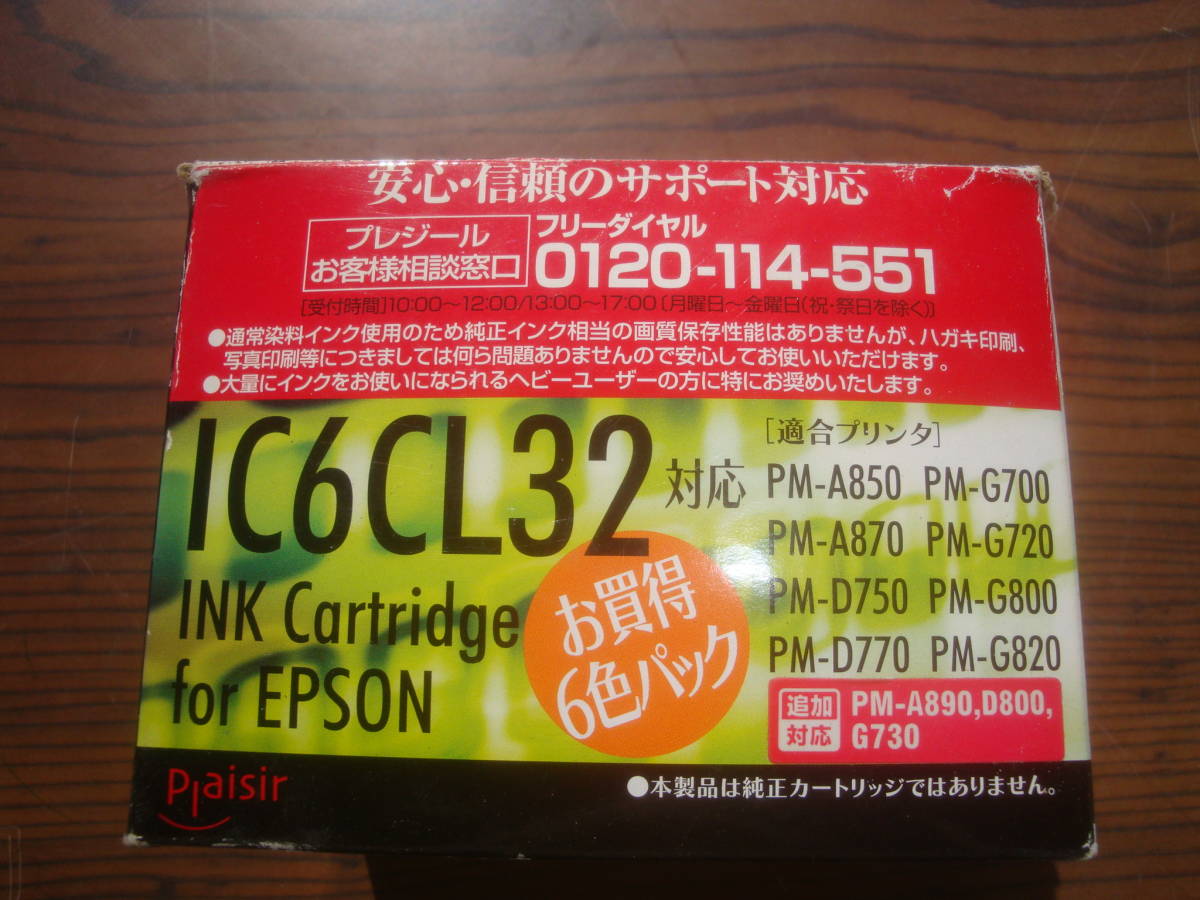 安心・信頼のサポート対応
プレジール
お客様相談窓口
フリーダイヤル
0120-114-551
[受付時間]10:00～12:00/13:00～17:00 (月曜日～金曜日(祝・祭日を除く))
●通常染料インク使用のため純正インク相当の画質保存性能はありませんが、ハガキ印刷、
写真印刷等につきましては何ら問題ありませんので安心してお使いいただけます。
●大量にインクをお使いになられるヘビーユーザーの方に特にお奨めいたします。
IC6CL32 対応
INK Cartridge
for EPSON
お買得
6色パック
[適合プリンタ]
PM-A850 PM-G700
PM-A870 PM-G720
PM-D750 PM-G800
PM-D770 PM-G820
追加
対応
PM-A890,D800,
G730
Plaisir
●本製品は純正カートリッジではありません。